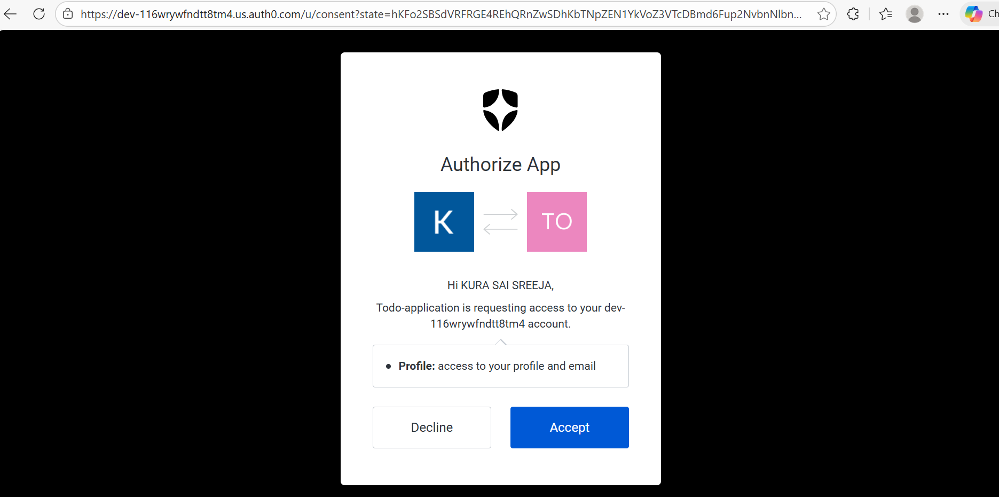 https://dev-116wrywfndtt8tm4.us.auth0.com/u/consent?state=hKFo2SBSdVRFRGE4REhQRnZwSDhKbTNpZEN1YkVoZ3VTcDBmd6Fup2NvbnNlbn...
Ch
Authorize App
K
TO
Hi KURA SAI SREEJA,
Todo-application is requesting access to your dev-
116wrywfndtt8tm4 account.
• Profile: access to your profile and email
Decline
Accept